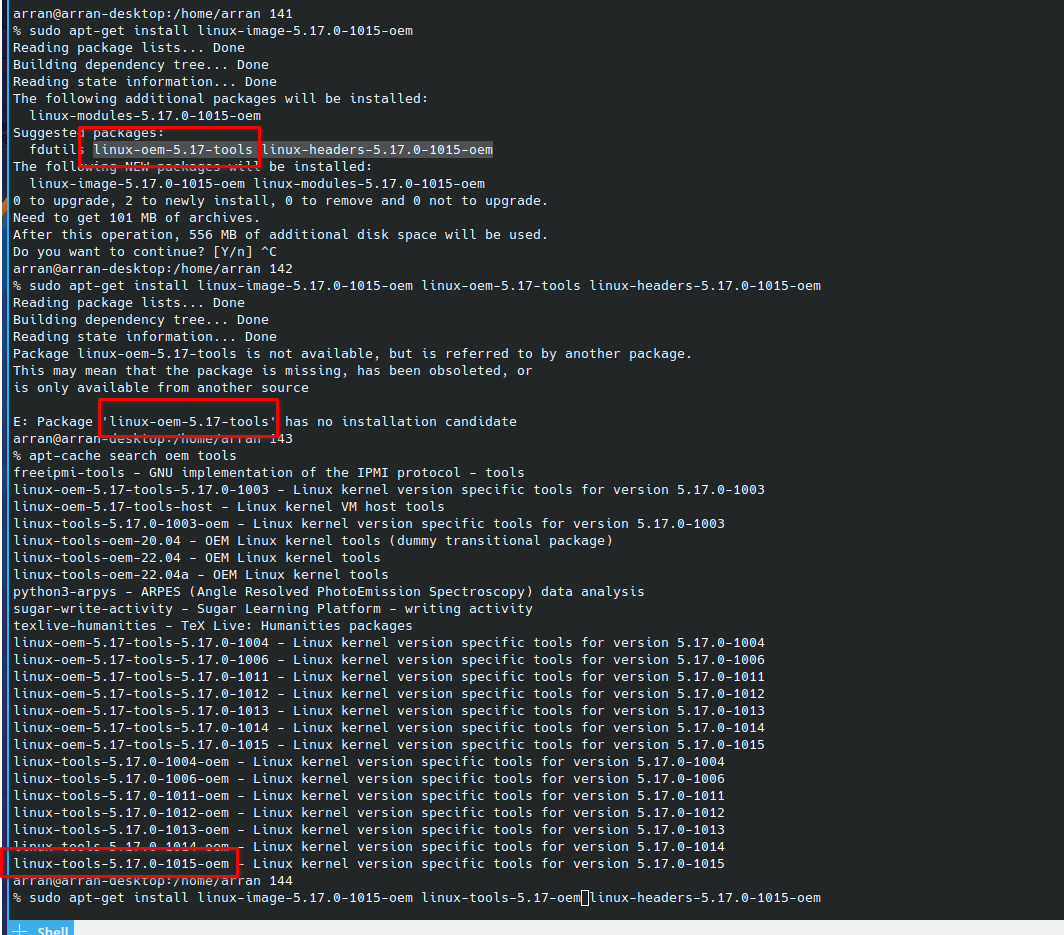 arran@arran-desktop:/home/arran 141
% sudo apt-get install linux-image-5.17.0-1015-oem
Reading package lists... Done
Building dependency tree... Done
Reading state information... Done
The following additional packages will be installed:
  linux-modules-5.17.0-1015-oem
Suggested packages:
  fdutils linux-oem-5.17-tools linux-headers-5.17.0-1015-oem
The following NEW packages will be installed:
  linux-image-5.17.0-1015-oem linux-modules-5.17.0-1015-oem
0 to upgrade, 2 to newly install, 0 to remove and 0 not to upgrade.
Need to get 101 MB of archives.
After this operation, 556 MB of additional disk space will be used.
Do you want to continue? [Y/n] ^C
arran@arran-desktop:/home/arran 142
% sudo apt-get install linux-image-5.17.0-1015-oem linux-oem-5.17-tools linux-headers-5.17.0-1015-oem
Reading package lists... Done
Building dependency tree... Done
Reading state information... Done
Package linux-oem-5.17-tools is not available, but is referred to by another package.
This may mean that the package is missing, has been obsoleted, or
is only available from another source

E: Package 'linux-oem-5.17-tools' has no installation candidate
arran@arran-desktop:/home/arran 143
% apt-cache search oem tools
freeipmi-tools - GNU implementation of the IPMI protocol - tools
linux-oem-5.17-tools-5.17.0-1003 - Linux kernel version specific tools for version 5.17.0-1003
linux-oem-5.17-tools-host - Linux kernel VM host tools
linux-tools-5.17.0-1003-oem - Linux kernel version specific tools for version 5.17.0-1003
linux-tools-oem-20.04 - OEM Linux kernel tools (dummy transitional package)
linux-tools-oem-22.04 - OEM Linux kernel tools
linux-tools-oem-22.04a - OEM Linux kernel tools
python3-arpys - ARPES (Angle Resolved PhotoEmission Spectroscopy) data analysis
sugar-write-activity - Sugar Learning Platform - writing activity
texlive-humanities - TeX Live: Humanities packages
linux-oem-5.17-tools-5.17.0-1004 - Linux kernel version specific tools for version 5.17.0-1004
linux-oem-5.17-tools-5.17.0-1006 - Linux kernel version specific tools for version 5.17.0-1006
linux-oem-5.17-tools-5.17.0-1011 - Linux kernel version specific tools for version 5.17.0-1011
linux-oem-5.17-tools-5.17.0-1012 - Linux kernel version specific tools for version 5.17.0-1012
linux-oem-5.17-tools-5.17.0-1013 - Linux kernel version specific tools for version 5.17.0-1013
linux-oem-5.17-tools-5.17.0-1014 - Linux kernel version specific tools for version 5.17.0-1014
linux-oem-5.17-tools-5.17.0-1015 - Linux kernel version specific tools for version 5.17.0-1015
linux-tools-5.17.0-1004-oem - Linux kernel version specific tools for version 5.17.0-1004
linux-tools-5.17.0-1006-oem - Linux kernel version specific tools for version 5.17.0-1006
linux-tools-5.17.0-1011-oem - Linux kernel version specific tools for version 5.17.0-1011
linux-tools-5.17.0-1012-oem - Linux kernel version specific tools for version 5.17.0-1012
linux-tools-5.17.0-1013-oem - Linux kernel version specific tools for version 5.17.0-1013
linux-tools-5.17.0-1014-oem - Linux kernel version specific tools for version 5.17.0-1014
linux-tools-5.17.0-1015-oem - Linux kernel version specific tools for version 5.17.0-1015
arran@arran-desktop:/home/arran 144
% sudo apt-get install linux-image-5.17.0-1015-oem linux-tools-5.17-oem linux-headers-5.17.0-1015-oem
Shell